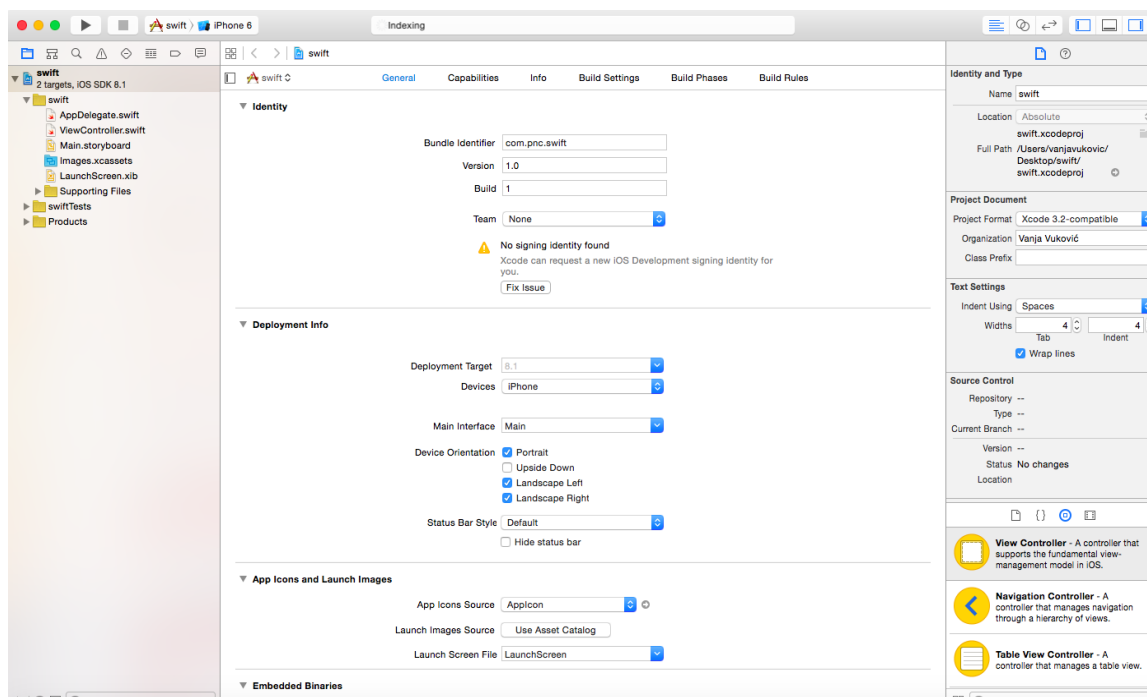 swift
iPhone 6
Indexing
swift
swift
2 targets, iOS SDK 8.1
swift
AppDelegate.swift
ViewController.swift
Main.storyboard
Images.xcassets
LaunchScreen.xib
Supporting Files
swiftTests
Products
swift
General Capabilities Info Build Settings Build Phases Build Rules
Identity
Bundle Identifier com.pnc.swift
Version 1.0
Build 1
Team None
No signing identity found
Xcode can request a new iOS Development signing identity for
you.
Fix Issue
Deployment Info
Deployment Target 8.1
Devices iPhone
Main Interface Main
Device Orientation Portrait
Upside Down
Landscape Left
Landscape Right
Status Bar Style Default
Hide status bar
App Icons and Launch Images
App Icons Source AppIcon
Launch Images Source Use Asset Catalog
Launch Screen File LaunchScreen
Embedded Binaries
Identity and Type
Name swift
Location Absolute
swift.xcodeproj
Full Path /Users/vanjavukovic/
Desktop/swift/
swift.xcodeproj
Project Document
Project Format Xcode 3.2-compatible
Organization Vanja Vuković
Class Prefix
Text Settings
Indent Using Spaces
Widths 4 4
Tab Indent
Wrap lines
Source Control
Repository --
Type --
Current Branch --
Version --
Status No changes
Location
View Controller - A controller that
supports the fundamental view-
management model in iOS.
Navigation Controller - A
controller that manages navigation
through a hierarchy of views.
Table View Controller - A
controller that manages a table view.